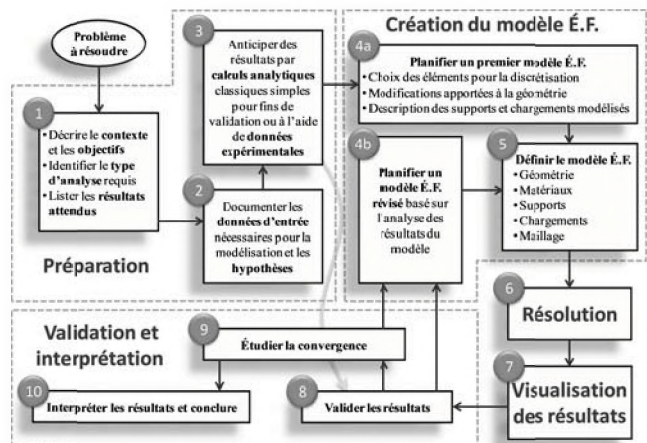 Problème
à résoudre
1
• Décrire le contexte
et les objectifs
• Identifier le type
d'analyse requis
• Lister les résultats
attendus
Préparation
2
Documenter les
données d'entrée
nécessaires pour la
modélisation et les
hypothèses
3
Anticiper des
résultats par
calculs analytiques
classiques simples
pour fins de
validation ou à l'aide
de données
expérimentales
Création du modèle É.F.
4a
Planifier un premier modèle É.F.
• Choix des éléments pour la discrétisation
• Modifications apportées à la géométrie
• Description des supports et chargements modélisés
4b
Planifier un
modèle É.F.
révisé basé sur
l'analyse des
résultats du
modèle
5
Définir le modèle É.F.
• Géométrie
• Matériaux
• Supports
• Chargements
• Maillage
6
Résolution
7
Visualisation
des résultats
8
Valider les résultats
Validation et
interprétation
9
Étudier la convergence
10
Interpréter les résultats et conclure